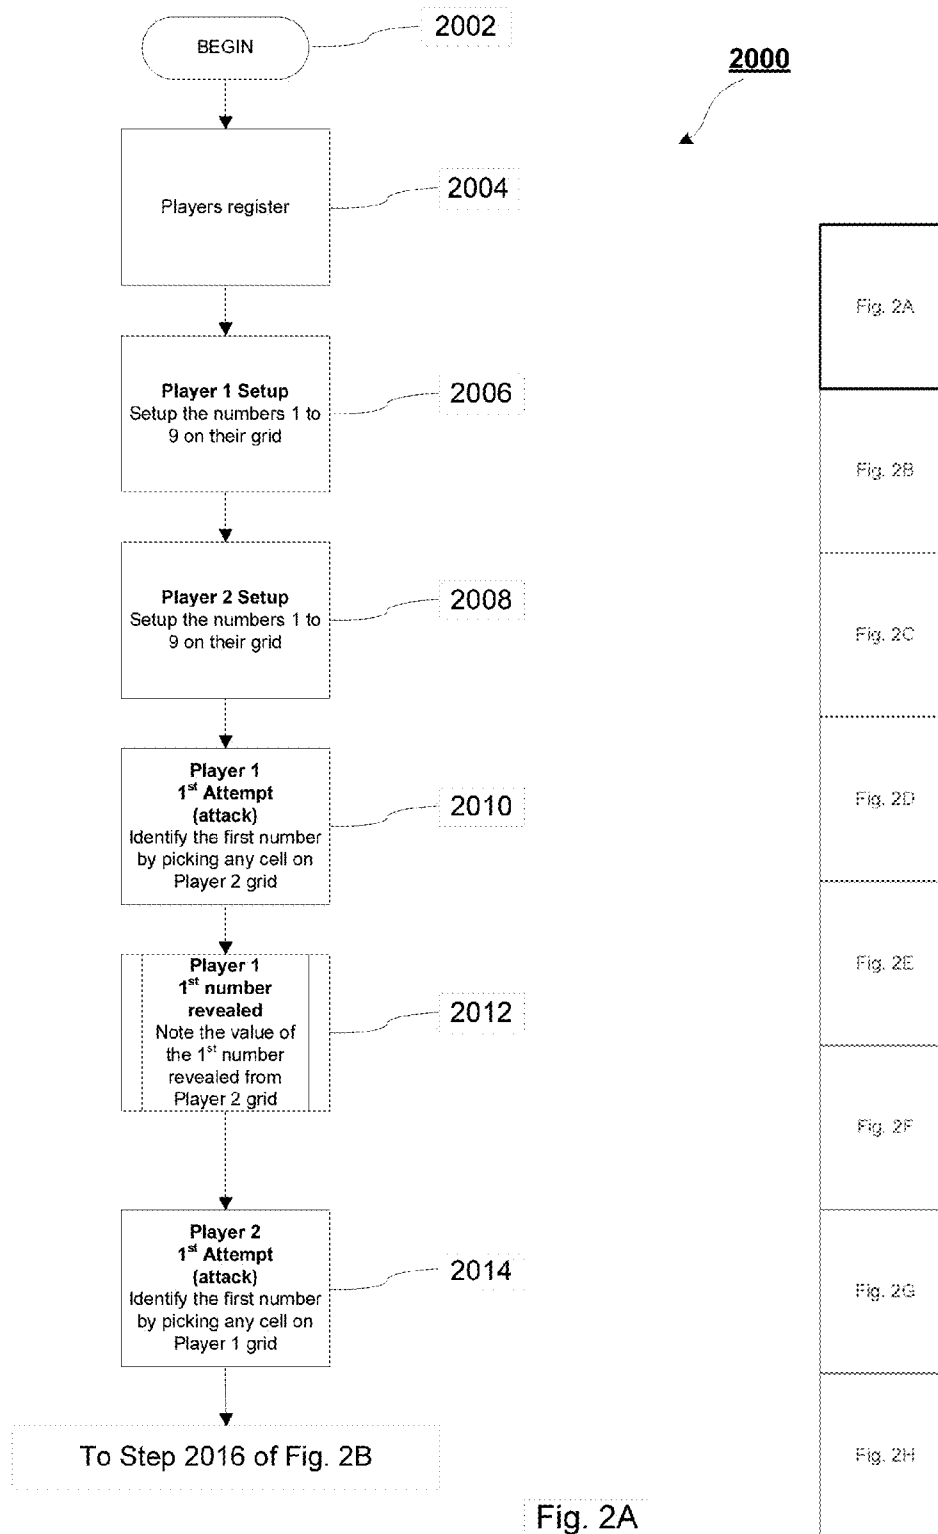 BEGIN
2002
2000
Players register
2004
Player 1 Setup
Setup the numbers 1 to
9 on their grid
2006
Player 2 Setup
Setup the numbers 1 to
9 on their grid
2008
Player 1
1st Attempt
(attack)
Identify the first number
by picking any cell on
Player 2 grid
2010
Player 1
1st number
revealed
Note the value of
the 1st number
revealed from
Player 2 grid
2012
Player 2
1st Attempt
(attack)
Identify the first number
by picking any cell on
Player 1 grid
2014
To Step 2016 of Fig. 2B
Fig. 2A
Fig. 2B
Fig. 2C
Fig. 2D
Fig. 2E
Fig. 2F
Fig. 2G
Fig. 2H
Fig. 2A